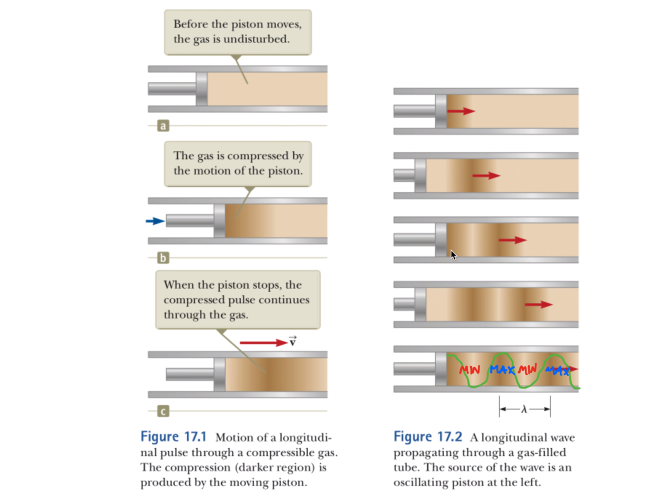 Before the piston moves,
the gas is undisturbed.
a
The gas is compressed by
the motion of the piston.
b
When the piston stops, the
compressed pulse continues
through the gas.
v
c
Figure 17.1 Motion of a longitudi-
nal pulse through a compressible gas.
The compression (darker region) is
produced by the moving piston.
MIN MAX MIN MAX
λ
Figure 17.2 A longitudinal wave
propagating through a gas-filled
tube. The source of the wave is an
oscillating piston at the left.